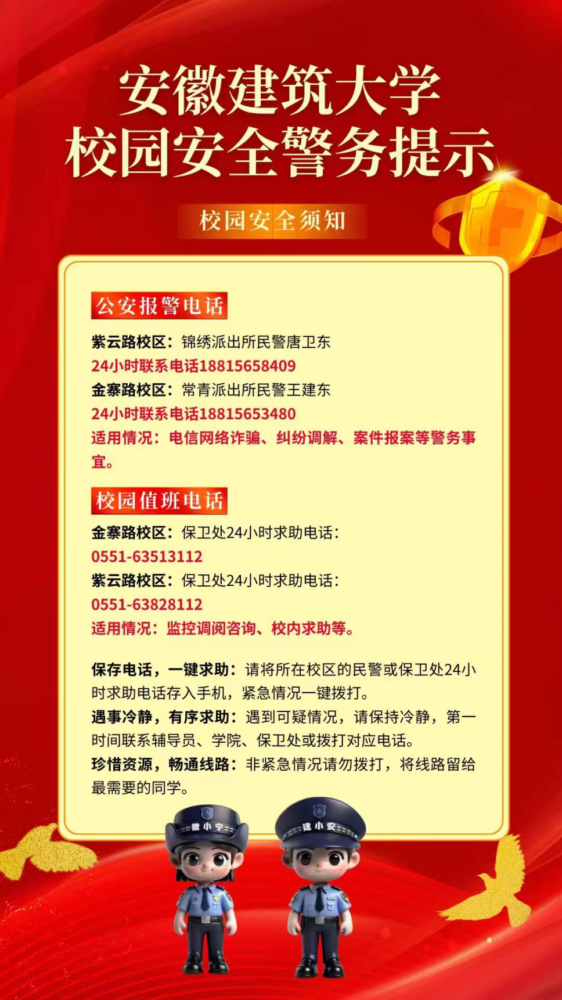 安徽建筑大学
校园安全警务提示
校园安全须知
公安报警电话
紫云路校区：锦绣派出所民警唐卫东
24小时联系电话18815658409
金寨路校区：常青派出所民警王建东
24小时联系电话18815653480
适用情况：电信网络诈骗、纠纷调解、案件报案等警务事
宜。
校园值班电话
金寨路校区：保卫处24小时求助电话：
0551-63513112
紫云路校区：保卫处24小时求助电话：
0551-63828112
适用情况：监控调阅咨询、校内求助等。
保存电话，一键求助：请将所在校区的民警或保卫处24小
时求助电话存入手机，紧急情况一键拨打。
遇事冷静，有序求助：遇到可疑情况，请保持冷静，第一
时间联系辅导员、学院、保卫处或拨打对应电话。
珍惜资源，畅通线路：非紧急情况请勿拨打，将线路留给
最需要的同学。
徽小宁
建小安